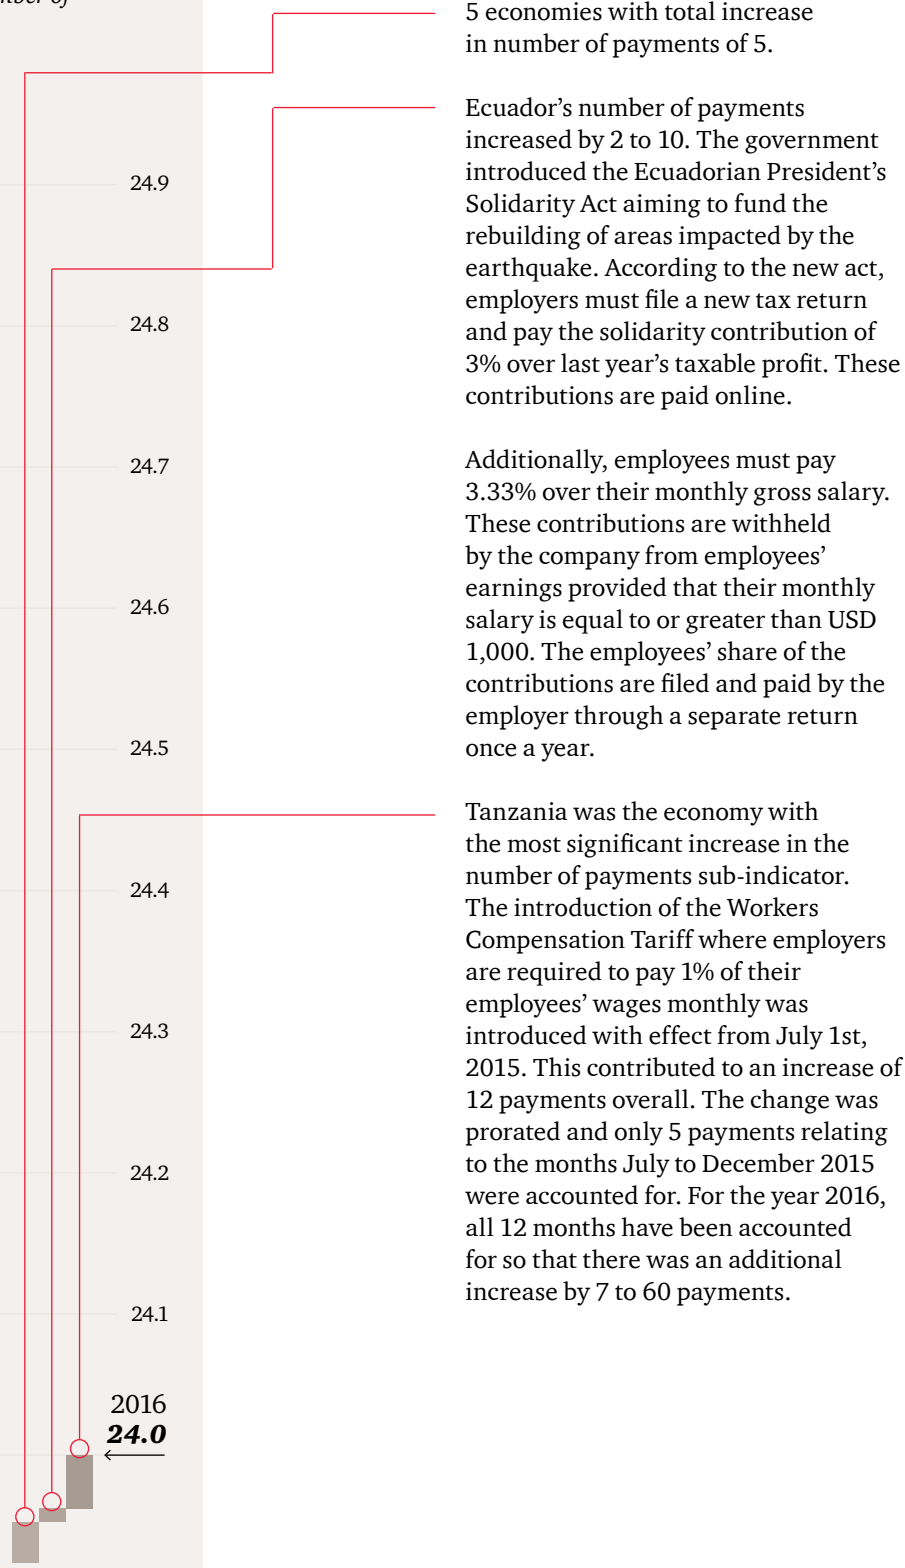 5 economies with total increase
in number of payments of 5.
Ecuador’s number of payments
increased by 2 to 10. The government
introduced the Ecuadorian President’s
Solidarity Act aiming to fund the
rebuilding of areas impacted by the
earthquake. According to the new act,
employers must file a new tax return
and pay the solidarity contribution of
3% over last year’s taxable profit. These
contributions are paid online.
Additionally, employees must pay
3.33% over their monthly gross salary.
These contributions are withheld
by the company from employees’
earnings provided that their monthly
salary is equal to or greater than USD
1,000. The employees’ share of the
contributions are filed and paid by the
employer through a separate return
once a year.
Tanzania was the economy with
the most significant increase in the
number of payments sub-indicator.
The introduction of the Workers
Compensation Tariff where employers
are required to pay 1% of their
employees’ wages monthly was
introduced with effect from July 1st,
2015. This contributed to an increase of
12 payments overall. The change was
prorated and only 5 payments relating
to the months July to December 2015
were accounted for. For the year 2016,
all 12 months have been accounted
for so that there was an additional
increase by 7 to 60 payments.
24.9
24.8
24.7
24.6
24.5
24.4
24.3
24.2
24.1
2016
24.0